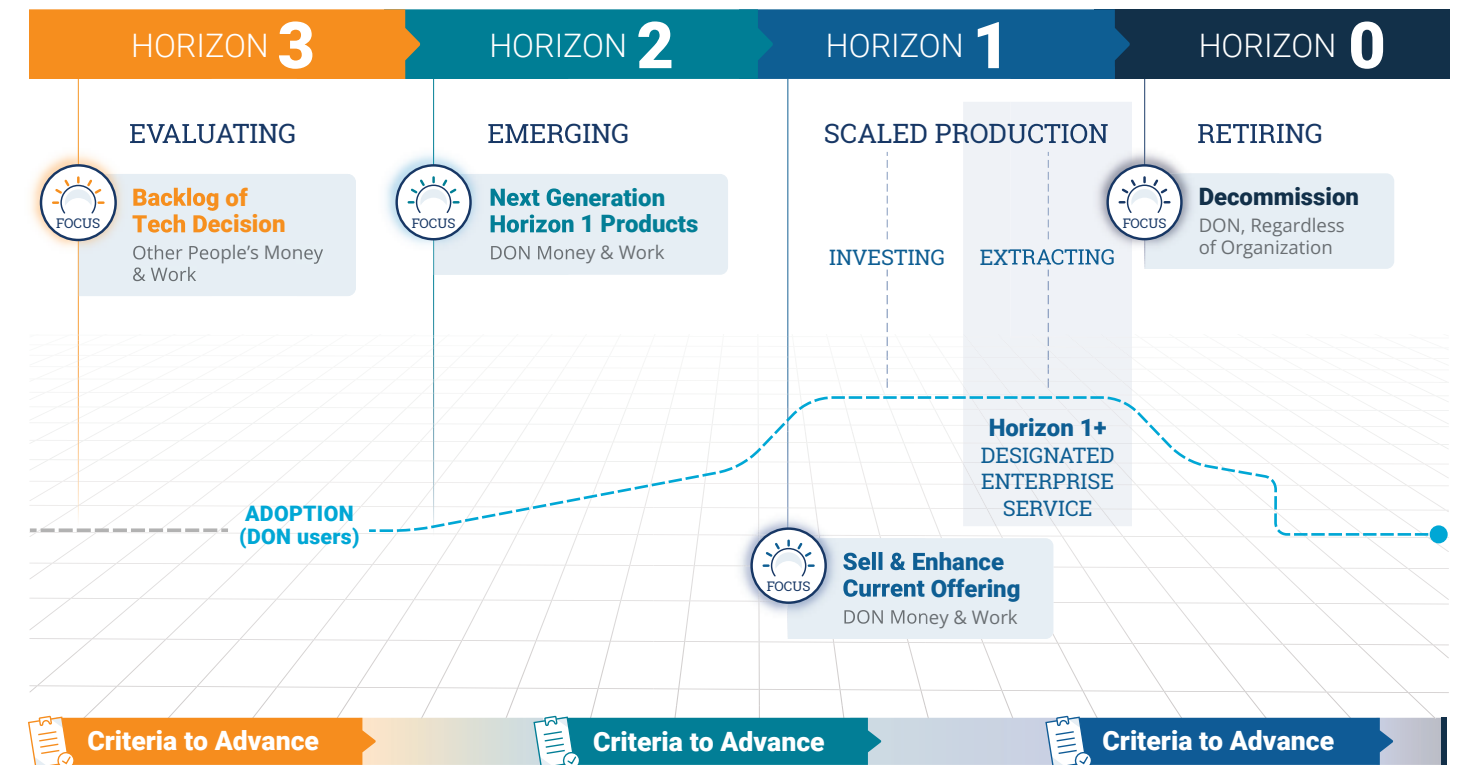 HORIZON 3
HORIZON 2
HORIZON 1
HORIZON 0
EVALUATING
FOCUS
Backlog of
Tech Decision
Other People’s Money
& Work
EMERGING
FOCUS
Next Generation
Horizon 1 Products
DON Money & Work
SCALED PRODUCTION
INVESTING
EXTRACTING
RETIRING
FOCUS
Decommission
DON, Regardless
of Organization
ADOPTION
(DON users)
Horizon 1+
DESIGNATED
ENTERPRISE
SERVICE
FOCUS
Sell & Enhance
Current Offering
DON Money & Work
Criteria to Advance
Criteria to Advance
Criteria to Advance